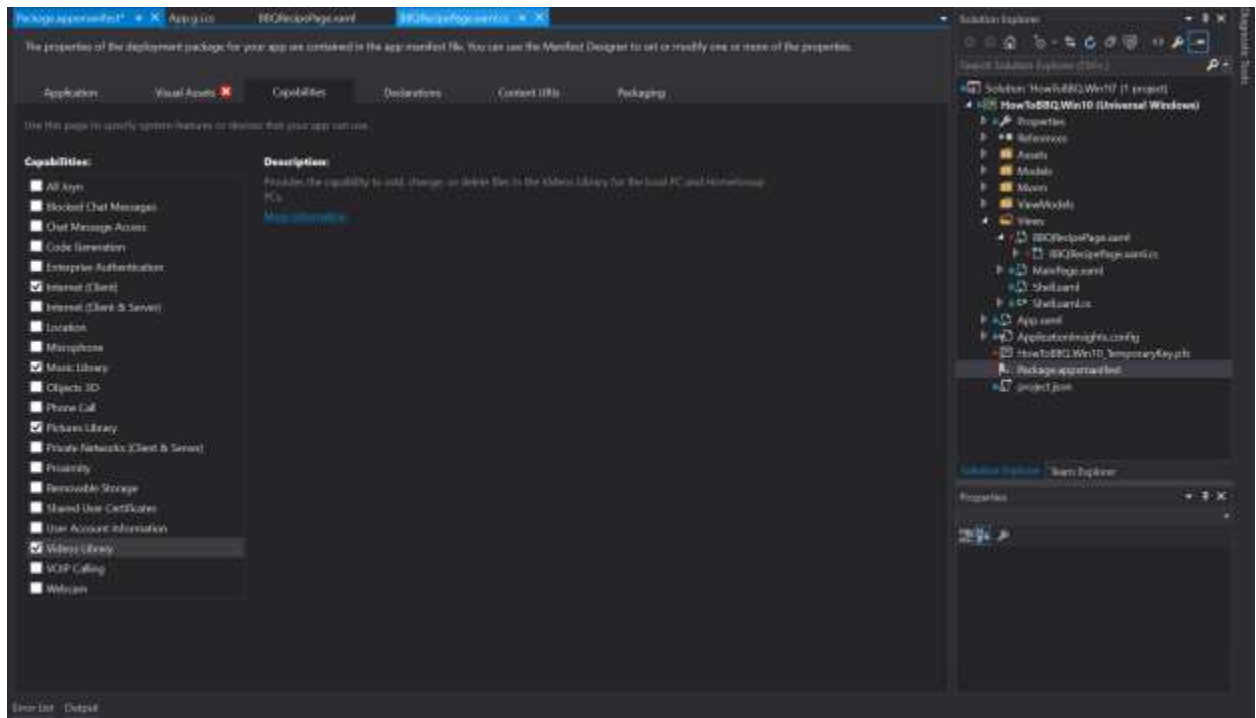 Package.appxmanifest* App.g.i.cs BBQRecipePage.xaml BBQRecipePage.xaml.cs
The properties of the deployment package for your app are contained in the app manifest file. You can use the Manifest Designer to set or modify one or more of the properties.
Application Visual Assets Capabilities Declarations Content URIs Packaging
Use this page to specify system features or devices that your app can use.
Capabilities:
All Joyn
Blocked Chat Messages
Chat Message Access
Code Generation
Enterprise Authentication
Internet (Client)
Internet (Client & Server)
Location
Microphone
Music Library
Objects 3D
Phone Call
Pictures Library
Private Networks (Client & Server)
Proximity
Removable Storage
Shared User Certificates
User Account Information
Videos Library
VOIP Calling
Webcam
Description:
Provides the capability to add, change, or delete files in the Videos Library for the local PC and HomeGroup
PCs.
More information
Solution Explorer
Search Solution Explorer (Ctrl+;)
Solution 'HowToBBQ.Win10' (1 project)
HowToBBQ.Win10 (Universal Windows)
Properties
References
Assets
Models
Mvvm
ViewModels
Views
BBQRecipePage.xaml
BBQRecipePage.xaml.cs
MainPage.xaml
Shell.xaml
Shell.xaml.cs
App.xaml
ApplicationInsights.config
HowToBBQ.Win10_TemporaryKey.pfx
Package.appxmanifest
project.json
Solution Explorer Team Explorer
Properties
Diagnostic Tools
Error List Output